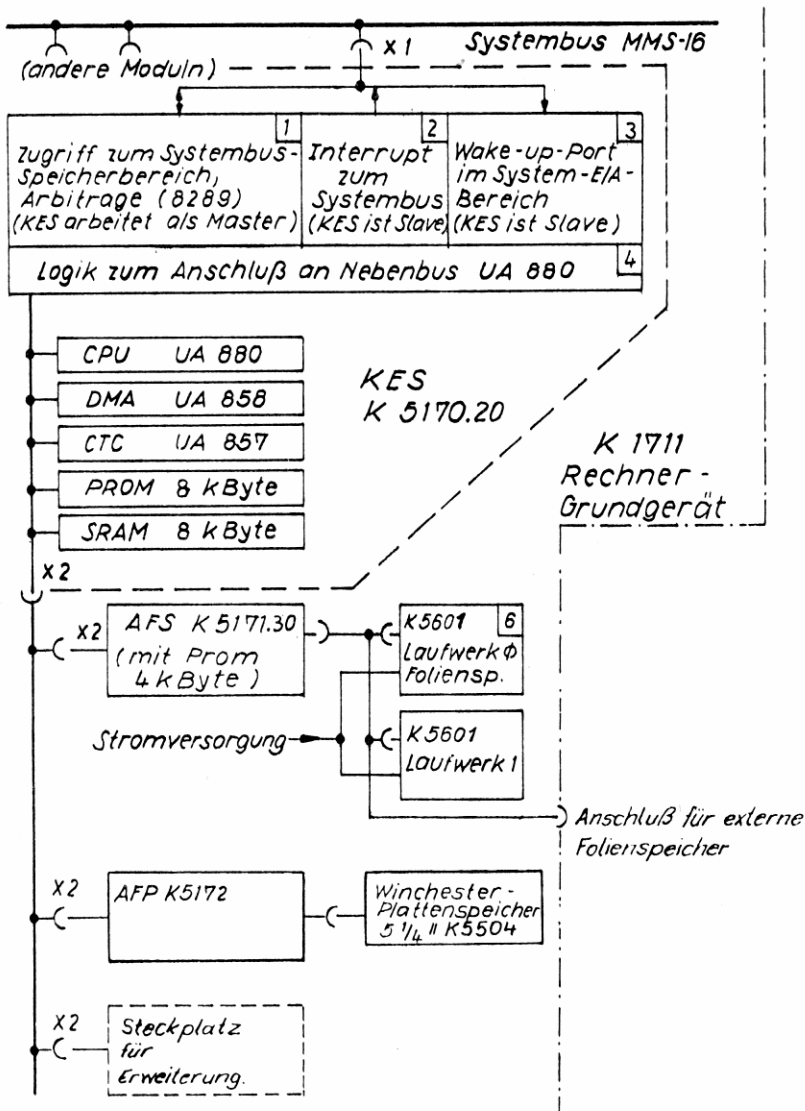 X1
Systembus MMS-16
(andere Moduln)
1
Zugriff zum Systembus-
Speicherbereich,
Arbitrage (8289)
(KES arbeitet als Master)
2
Interrupt
zum
Systembus
(KES ist Slave)
3
Wake-up-Port
im System-E/A-
Bereich
(KES ist Slave)
Logik zum Anschluß an Nebenbus UA 880
4
CPU UA 880
DMA UA 858
CTC UA 857
PROM 8 kByte
SRAM 8 kByte
KES
K 5170.20
K 1711
Rechner-
Grundgerät
X2
X2
AFS K 5171.30
(mit Prom
4 kByte)
K5601
6
Laufwerk Φ
Foliensp.
Stromversorgung
K5601
Laufwerk 1
Anschluß für externe
Folienspeicher
X2
AFP K5172
Winchester-
Plattenspeicher
5 1/4 " K5504
X2
Steckplatz
für
Erweiterung.